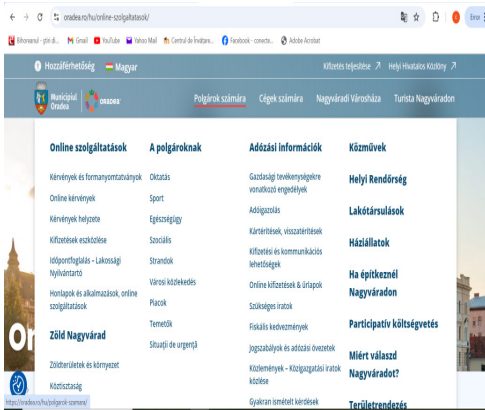 oradea.ro/hu/online-szolgaltatasok/
Error
Bihoreanul - știri di...
Gmail
YouTube
Yahoo Mail
Centrul de învățare...
Facebook - conecta...
Adobe Acrobat
Hozzáférhetőség
Magyar
Kifizetés teljesítése
Helyi Hivatalos Közlöny
Municipiul
Oradea
ORADEA
Polgárok számára
Cégek számára
Nagyváradi Városháza
Turista Nagyváradon
Online szolgáltatások
Kérvények és formanyomtatványok
Online kérvények
Kérvények helyzete
Kifizetések eszközlése
Időpontfoglalás – Lakossági
Nyilvántartó
Honlapok és alkalmazások, online
szolgáltatások
Zöld Nagyvárad
Zöldterületek és környezet
Köztisztaság
A polgároknak
Oktatás
Sport
Egészségügy
Szociális
Strandok
Városi közlekedés
Piacok
Temetők
Situații de urgență
Adózási információk
Gazdasági tevékenységekre
vonatkozó engedélyek
Adóigazolás
Kártérítések, visszatérítések
Kifizetési és kommunikációs
lehetőségek
Online kifizetések & űrlapok
Szükséges iratok
Fiskális kedvezmények
Jogszabályok és adózási övezetek
Közlemények – Közigazgatási iratok
közlése
Gyakran ismételt kérdések
Közművek
Helyi Rendőrség
Lakótársulások
Háziállatok
Ha építkeznél
Nagyváradon
Participatív költségvetés
Miért válaszd
Nagyváradot?
Területrendezés
Or
https://oradea.ro/hu/polgarok-szamara/